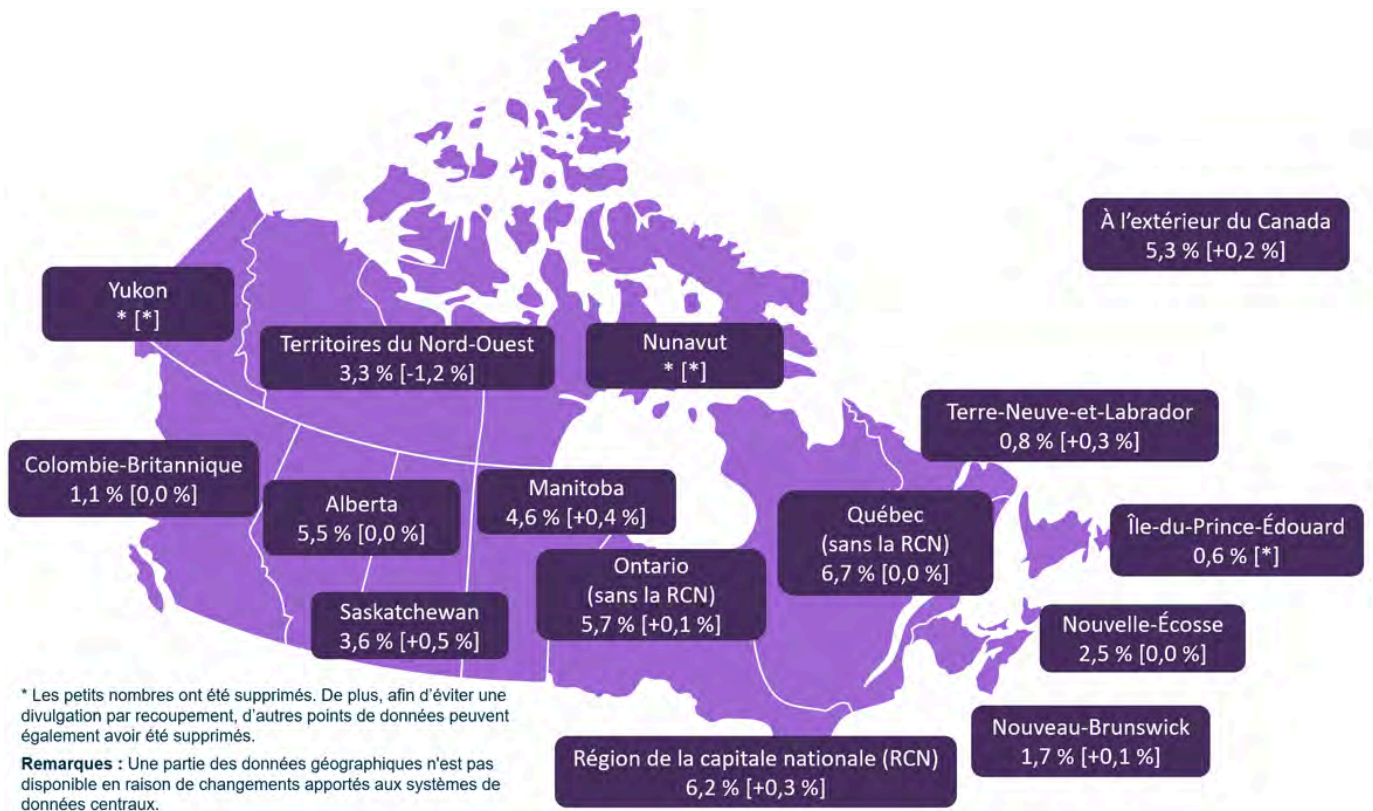 À l'extérieur du Canada
5,3 % [+0,2 %]
Yukon
* [*]
Territoires du Nord-Ouest
3,3 % [-1,2 %]
Nunavut
* [*]
Terre-Neuve-et-Labrador
0,8 % [+0,3 %]
Colombie-Britannique
1,1 % [0,0 %]
Alberta
5,5 % [0,0 %]
Manitoba
4,6 % [+0,4 %]
Québec
(sans la RCN)
6,7 % [0,0 %]
Île-du-Prince-Édouard
0,6 % [*]
Ontario
(sans la RCN)
5,7 % [+0,1 %]
Saskatchewan
3,6 % [+0,5 %]
Nouvelle-Écosse
2,5 % [0,0 %]
Nouveau-Brunswick
1,7 % [+0,1 %]
Région de la capitale nationale (RCN)
6,2 % [+0,3 %]
* Les petits nombres ont été supprimés. De plus, afin d'éviter une
divulgation par recoupement, d'autres points de données peuvent
également avoir été supprimés.
Remarques : Une partie des données géographiques n'est pas
disponible en raison de changements apportés aux systèmes de
données centraux.